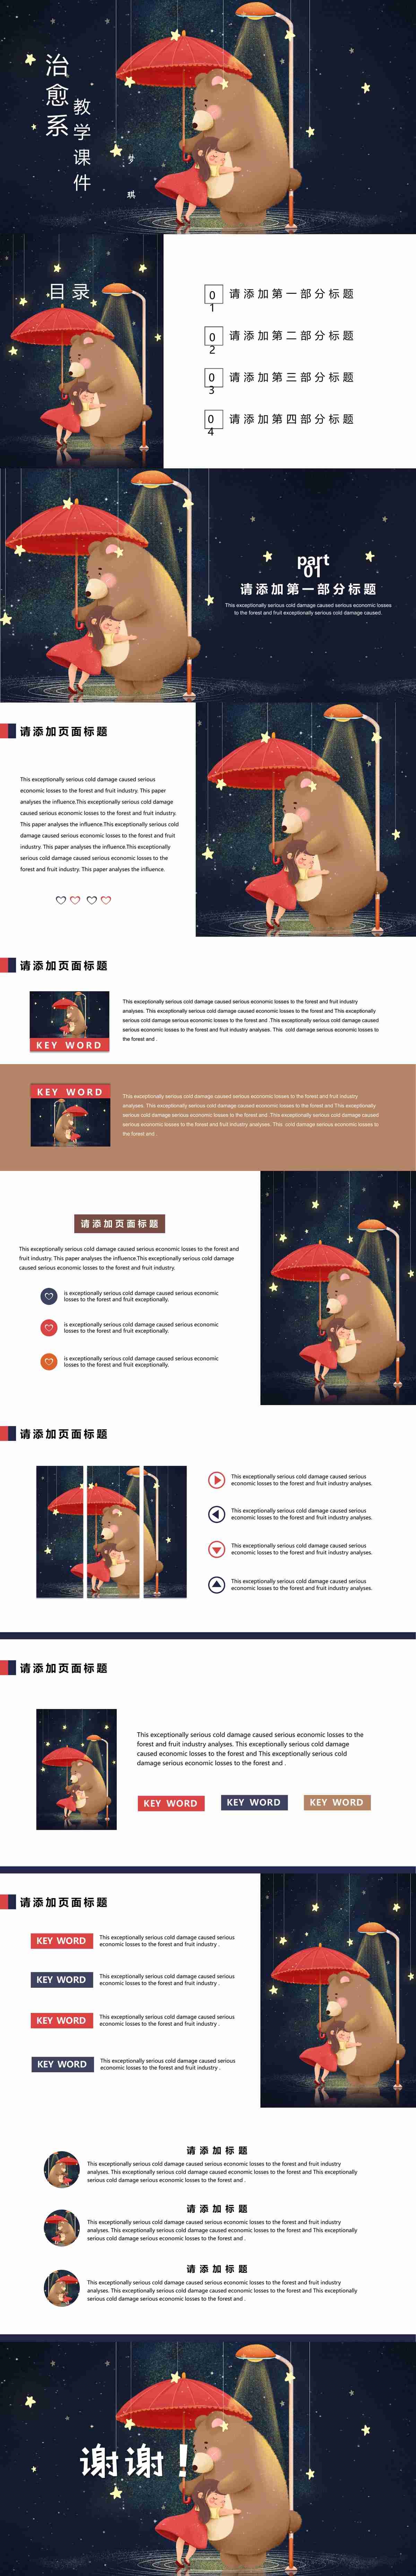 治愈系
教学课件
梦琪
目录
01
请添加第一部分标题
02
请添加第二部分标题
03
请添加第三部分标题
04
请添加第四部分标题
part
01
请添加第一部分标题
This exceptionally serious cold damage caused serious economic losses
to the forest and fruit exceptionally serious cold damage caused.
请添加页面标题
This exceptionally serious cold damage caused serious
economic losses to the forest and fruit industry. This paper
analyses the influence.This exceptionally serious cold damage
caused serious economic losses to the forest and fruit industry.
This paper analyses the influence.This exceptionally serious cold
damage caused serious economic losses to the forest and fruit
industry. This paper analyses the influence.This exceptionally
serious cold damage caused serious economic losses to the
forest and fruit industry. This paper analyses the influence.
请添加页面标题
KEY WORD
This exceptionally serious cold damage caused serious economic losses to the forest and fruit industry
analyses. This exceptionally serious cold damage caused economic losses to the forest and This exceptionally
serious cold damage serious economic losses to the forest and .This exceptionally serious cold damage caused
serious economic losses to the forest and fruit industry analyses. This  cold damage serious economic losses to
the forest and .
KEY WORD
This exceptionally serious cold damage caused serious economic losses to the forest and fruit industry
analyses. This exceptionally serious cold damage caused economic losses to the forest and This exceptionally
serious cold damage serious economic losses to the forest and .This exceptionally serious cold damage caused
serious economic losses to the forest and fruit industry analyses. This  cold damage serious economic losses to
the forest and .
请添加页面标题
This exceptionally serious cold damage caused serious economic losses to the forest and
fruit industry. This paper analyses the influence.This exceptionally serious cold damage
caused serious economic losses to the forest and fruit industry.
is exceptionally serious cold damage caused serious economic
losses to the forest and fruit exceptionally.
is exceptionally serious cold damage caused serious economic
losses to the forest and fruit exceptionally.
is exceptionally serious cold damage caused serious economic
losses to the forest and fruit exceptionally.
请添加页面标题
This exceptionally serious cold damage caused serious
economic losses to the forest and fruit industry analyses.
This exceptionally serious cold damage caused serious
economic losses to the forest and fruit industry analyses.
This exceptionally serious cold damage caused serious
economic losses to the forest and fruit industry analyses.
This exceptionally serious cold damage caused serious
economic losses to the forest and fruit industry analyses.
请添加页面标题
This exceptionally serious cold damage caused serious economic losses to the
forest and fruit industry analyses. This exceptionally serious cold damage
caused economic losses to the forest and This exceptionally serious cold
damage serious economic losses to the forest and .
KEY WORD
KEY WORD
KEY WORD
请添加页面标题
KEY WORD
This exceptionally serious cold damage caused serious
economic losses to the forest and fruit industry .
KEY WORD
This exceptionally serious cold damage caused serious
economic losses to the forest and fruit industry .
KEY WORD
This exceptionally serious cold damage caused serious
economic losses to the forest and fruit industry .
KEY WORD
This exceptionally serious cold damage caused serious
economic losses to the forest and fruit industry .
请添加标题
This exceptionally serious cold damage caused serious economic losses to the forest and fruit industry
analyses. This exceptionally serious cold damage caused economic losses to the forest and This exceptionally
serious cold damage serious economic losses to the forest and .
请添加标题
This exceptionally serious cold damage caused serious economic losses to the forest and fruit industry
analyses. This exceptionally serious cold damage caused economic losses to the forest and This exceptionally
serious cold damage serious economic losses to the forest and .
请添加标题
This exceptionally serious cold damage caused serious economic losses to the forest and fruit industry
analyses. This exceptionally serious cold damage caused economic losses to the forest and This exceptionally
serious cold damage serious economic losses to the forest and .
谢谢！